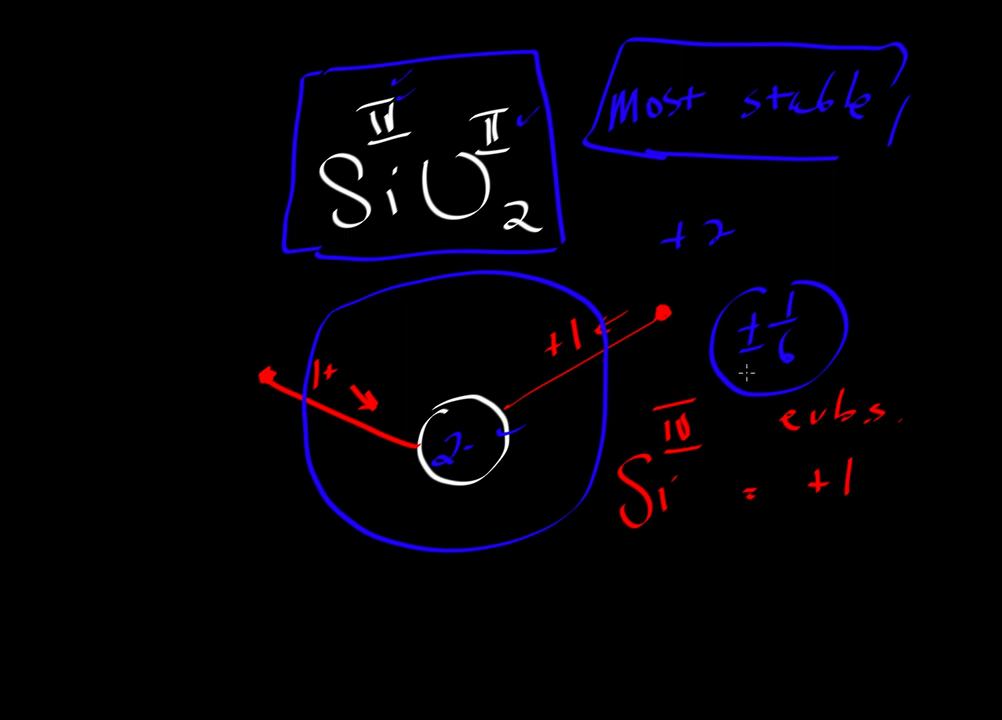 IV II
SiO2
Most stable!
+2
1+
+1
2-
± 1/6
e.v.b.s.
IV
Si = +1